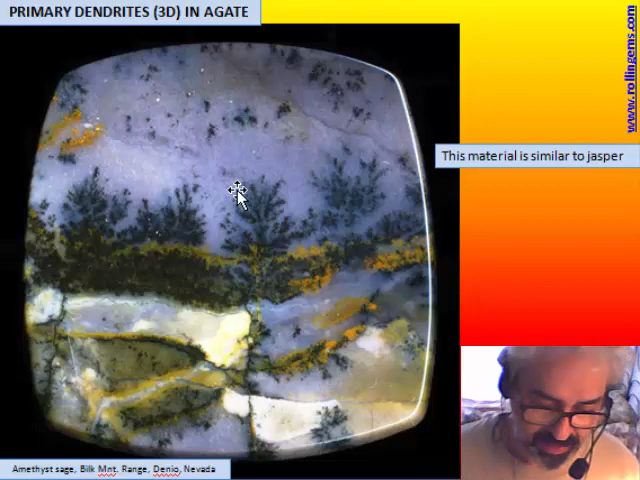 PRIMARY DENDRITES (3D) IN AGATE
www.rollingems.com
This material is similar to jasper
Amethyst sage, Bilk Mnt. Range, Denio, Nevada